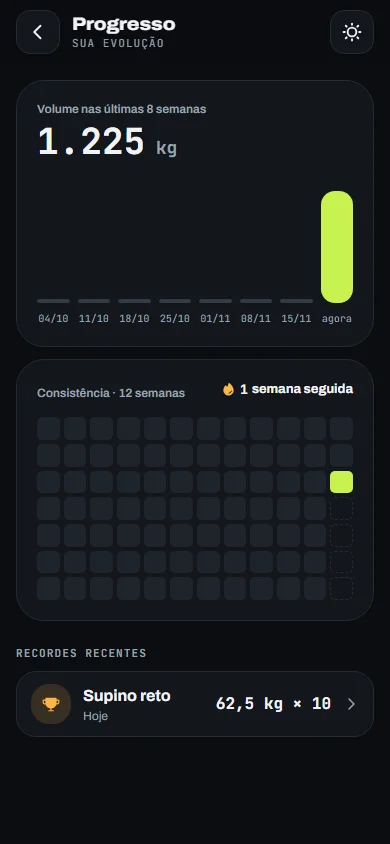 Progresso
SUA EVOLUÇÃO
Volume nas últimas 8 semanas
1.225 kg
04/10 11/10 18/10 25/10 01/11 08/11 15/11 agora
Consistência · 12 semanas
1 semana seguida
RECORDES RECENTES
Supino reto
62,5 kg × 10
Hoje